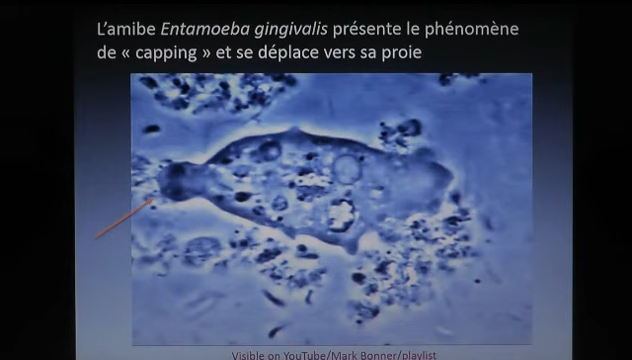 L'amibe Entamoeba gingivalis présente le phénomène
de « capping » et se déplace vers sa proie
Visible on YouTube/Mark Bonner/playlist